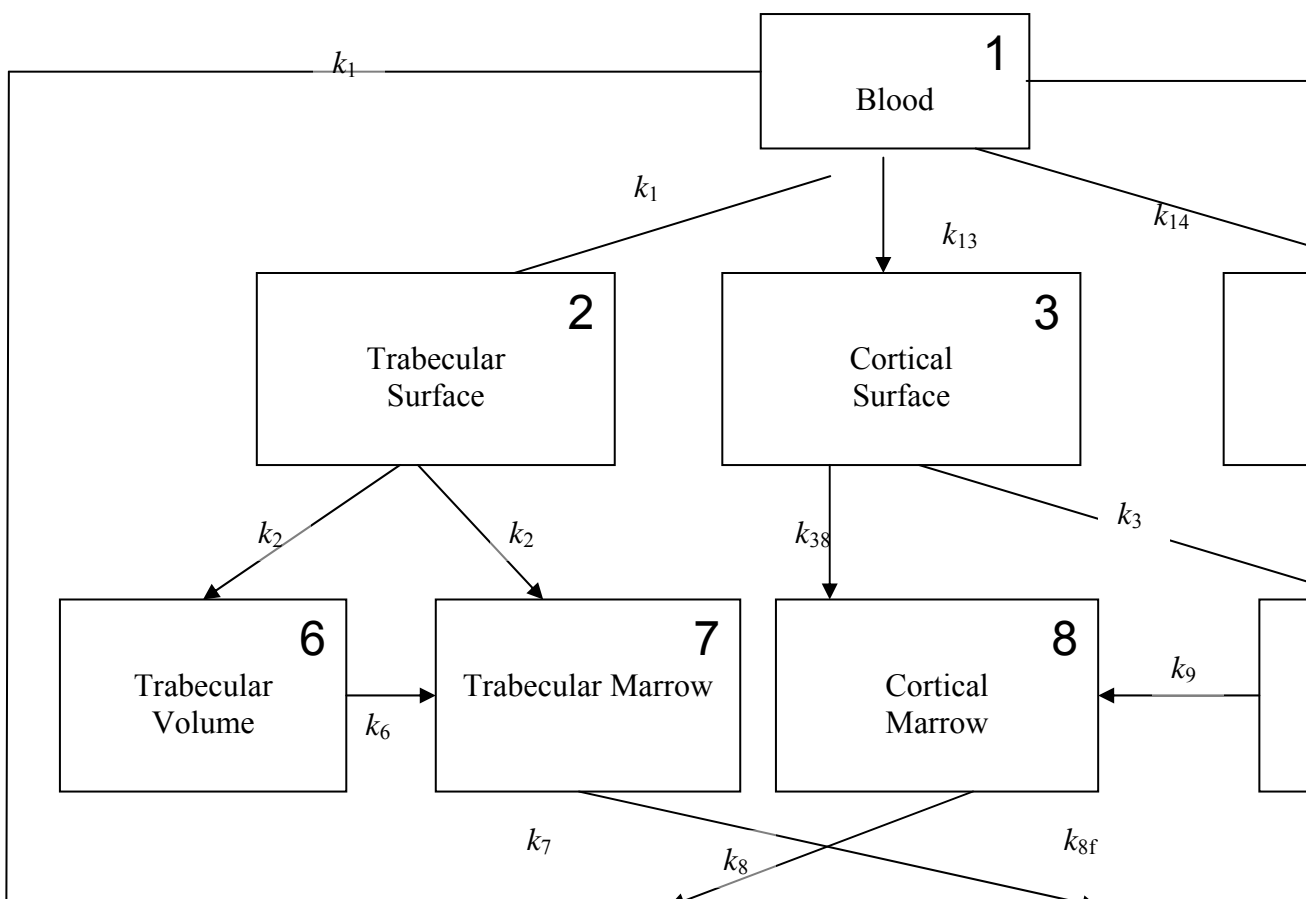 1
Blood
k1
k1
k13
k14
2
Trabecular
Surface
3
Cortical
Surface
k2
k2
k38
k3
6
Trabecular
Volume
7
Trabecular Marrow
8
Cortical
Marrow
k9
k6
k7
k8
k8f